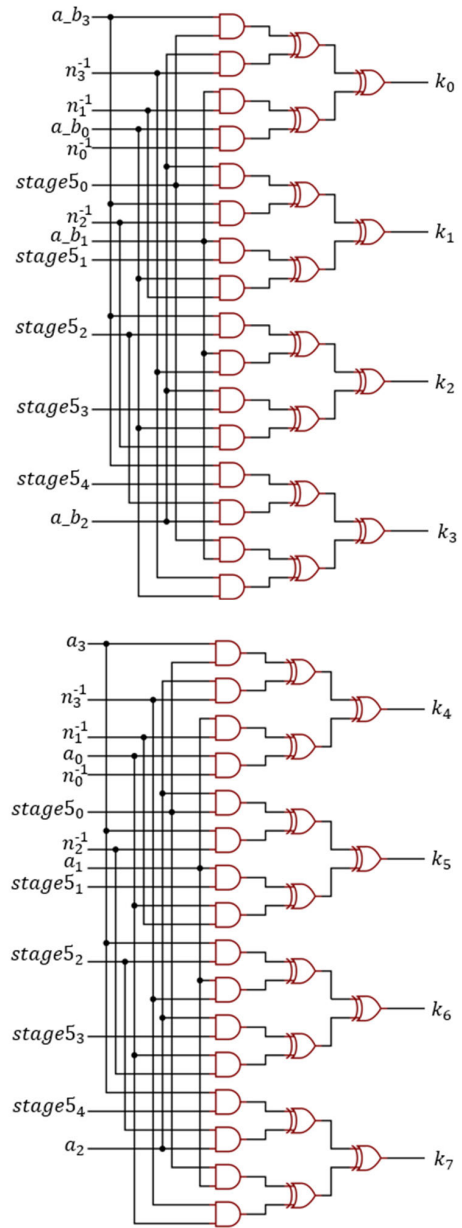 a_b₃
k₀
n₃⁻¹
n₁⁻¹
a_b₀
n₀⁻¹
stage5₀
n₂⁻¹
k₁
a_b₁
stage5₁
stage5₂
k₂
stage5₃
stage5₄
a_b₂
k₃
a₃
n₃⁻¹
k₄
n₁⁻¹
a₀
n₀⁻¹
stage5₀
n₂⁻¹
k₅
a₁
stage5₁
stage5₂
k₆
stage5₃
stage5₄
a₂
k₇